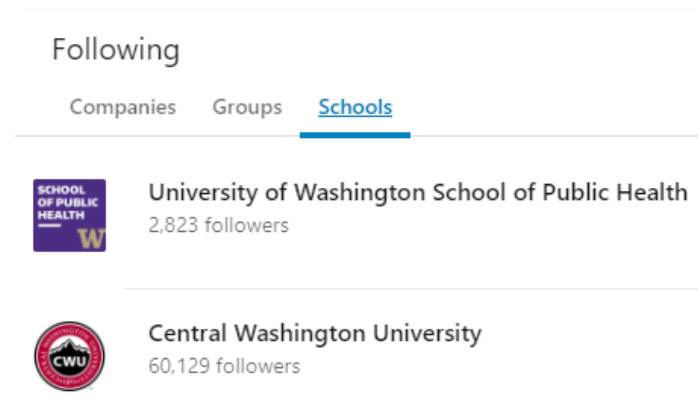 Following
Companies Groups Schools
SCHOOL
OF PUBLIC
HEALTH
W
University of Washington School of Public Health
2,823 followers
CWU
Central Washington University
60,129 followers